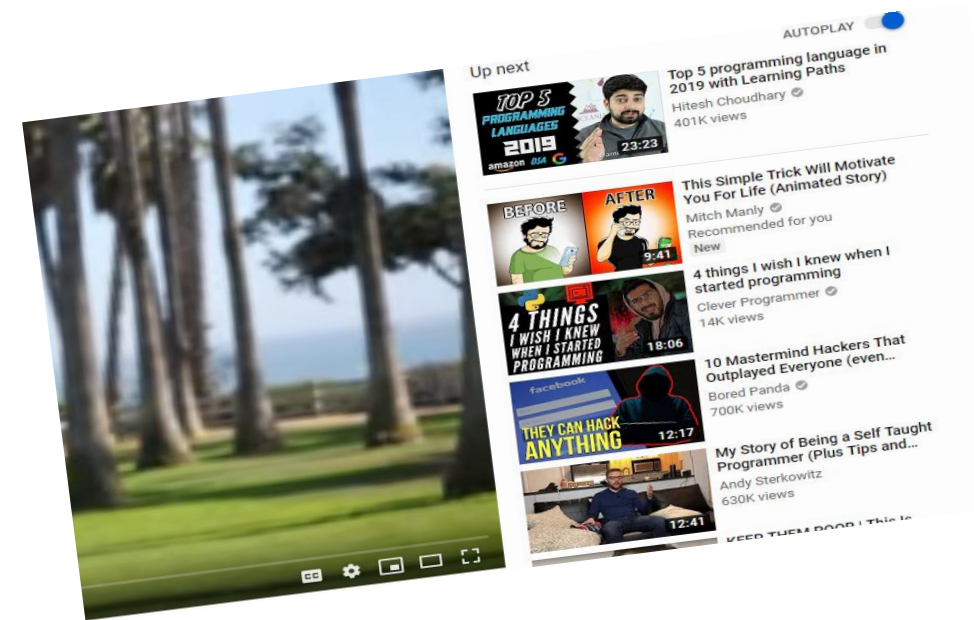 AUTOPLAY
Up next
TOP 5
PROGRAMMING
LANGUAGES
2019
amazon DSA G
23:23
Top 5 programming language in
2019 with Learning Paths
Hitesh Choudhary
401K views
BEFORE
AFTER
9:41
This Simple Trick Will Motivate
You For Life (Animated Story)
Mitch Manly
Recommended for you
New
4 THINGS
I WISH I KNEW
WHEN I STARTED
PROGRAMMING
18:06
4 things I wish I knew when I
started programming
Clever Programmer
14K views
facebook
THEY CAN HACK
ANYTHING
12:17
10 Mastermind Hackers That
Outplayed Everyone (even...
Bored Panda
700K views
12:41
My Story of Being a Self Taught
Programmer (Plus Tips and...
Andy Sterkowitz
630K views
KEEP THEM POOR | This Is
CC